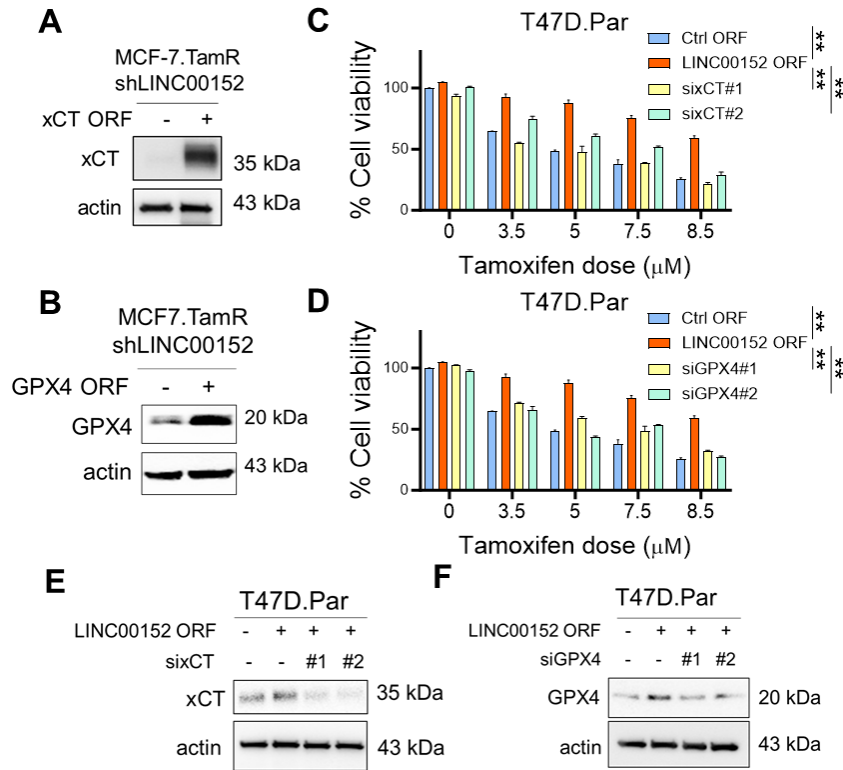 A
MCF-7.TamR
shLINC00152
xCT ORF - +
xCT 35 kDa
actin 43 kDa
B
MCF7.TamR
shLINC00152
GPX4 ORF - +
GPX4 20 kDa
actin 43 kDa
C
T47D.Par
Ctrl ORF
LINC00152 ORF
sixCT#1
sixCT#2
** ** **
% Cell viability
100
50
0
0 3.5 5 7.5 8.5
Tamoxifen dose (μM)
D
T47D.Par
Ctrl ORF
LINC00152 ORF
siGPX4#1
siGPX4#2
** ** **
% Cell viability
100
50
0
0 3.5 5 7.5 8.5
Tamoxifen dose (μM)
E
T47D.Par
LINC00152 ORF - + + +
sixCT - - #1 #2
xCT 35 kDa
actin 43 kDa
F
T47D.Par
LINC00152 ORF - + + +
siGPX4 - - #1 #2
GPX4 20 kDa
actin 43 kDa